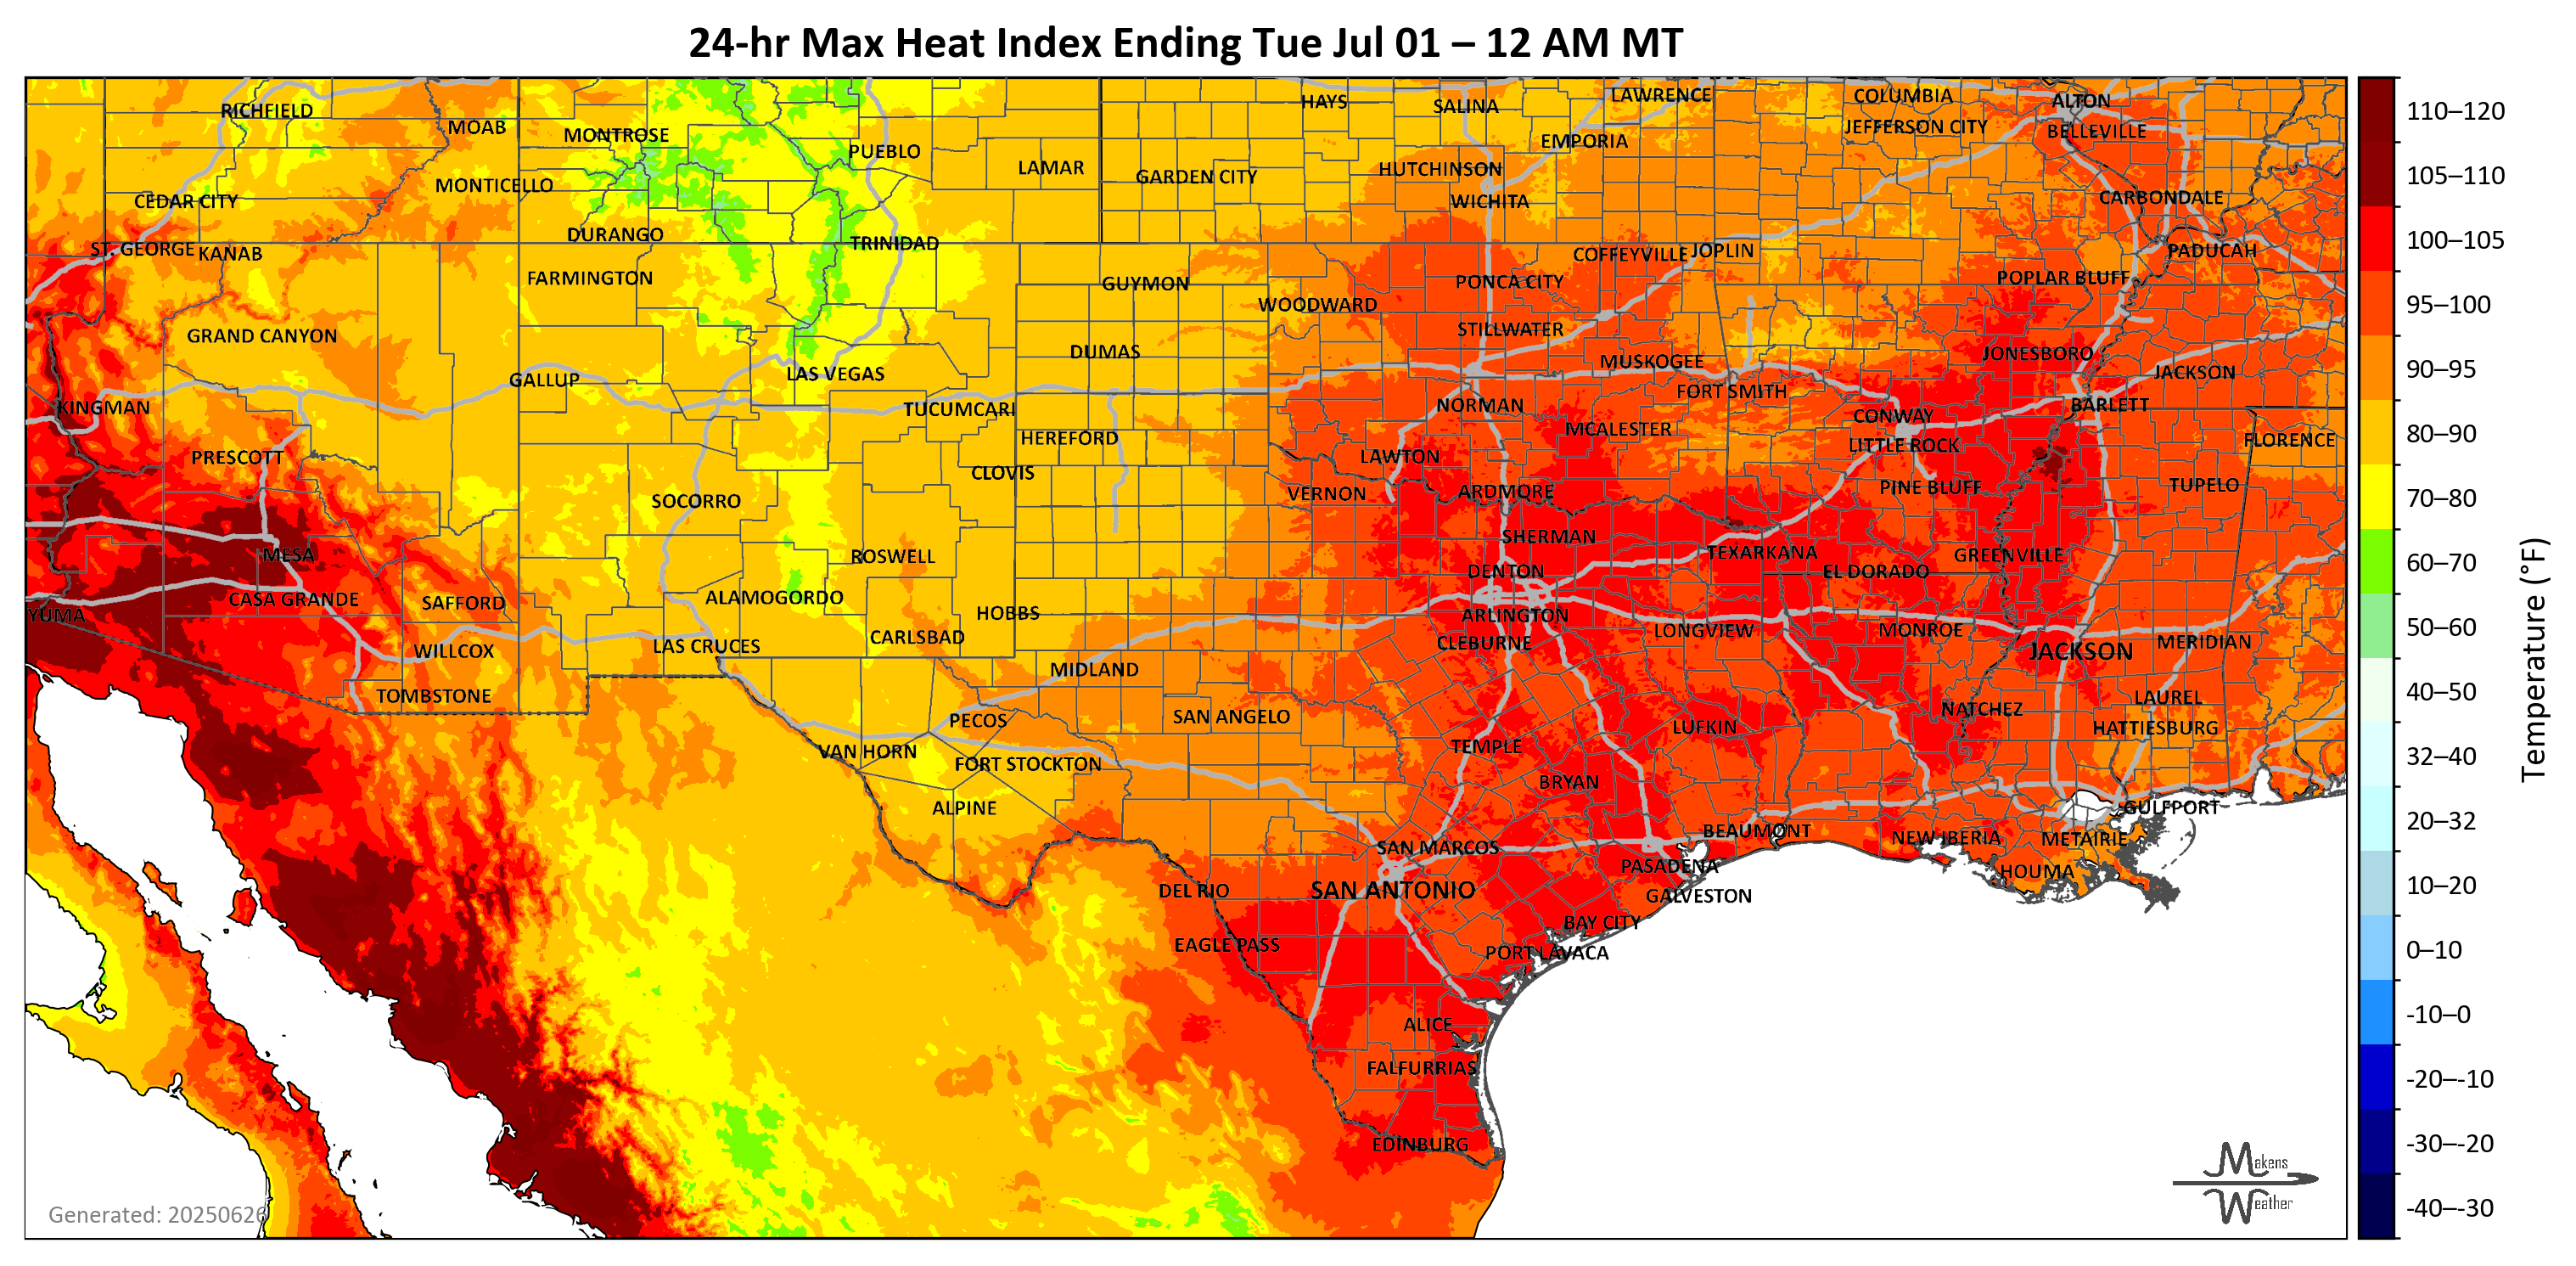 24-hr Max Heat Index Ending Tue Jul 01 – 12 AM MT
RICHFIELD
MOAB
MONTROSE
PUEBLO
LAMAR
GARDEN CITY
HAYS
SALINA
LAWRENCE
EMPORIA
HUTCHINSON
WICHITA
COLUMBIA
JEFFERSON CITY
ALTON
BELLEVILLE
CARBONDALE
CEDAR CITY
MONTICELLO
DURANGO
TRINIDAD
ST. GEORGE
KANAB
FARMINGTON
GUYMON
WOODWARD
PONCA CITY
COFFEYVILLE
JOPLIN
POPLAR BLUFF
PADUCAH
GRAND CANYON
GALLUP
LAS VEGAS
DUMAS
STILLWATER
MUSKOGEE
FORT SMITH
JONESBORO
JACKSON
KINGMAN
TUCUMCARI
HEREFORD
NORMAN
MCALESTER
CONWAY
LITTLE ROCK
BARLETT
FLORENCE
PRESCOTT
SOCORRO
CLOVIS
VERNON
LAWTON
ARDMORE
PINE BLUFF
TUPELO
MESA
ROSWELL
SHERMAN
TEXARKANA
GREENVILLE
YUMA
CASA GRANDE
SAFFORD
ALAMOGORDO
HOBBS
DENTON
ARLINGTON
EL DORADO
WILLCOX
LAS CRUCES
CARLSBAD
MIDLAND
CLEBURNE
LONGVIEW
MONROE
JACKSON
MERIDIAN
TOMBSTONE
PECOS
SAN ANGELO
LUFKIN
NATCHEZ
LAUREL
HATTIESBURG
VAN HORN
FORT STOCKTON
TEMPLE
BRYAN
ALPINE
SAN MARCOS
BEAUMONT
NEW IBERIA
METAIRIE
GULFPORT
DEL RIO
SAN ANTONIO
PASADENA
GALVESTON
HOUMA
EAGLE PASS
BAY CITY
PORT LAVACA
ALICE
FALFURRIAS
EDINBURG
Generated: 20250626
Makens
Weather
110–120
105–110
100–105
95–100
90–95
80–90
70–80
60–70
50–60
40–50
32–40
20–32
10–20
0–10
-10–0
-20–-10
-30–-20
-40–-30
Temperature (°F)